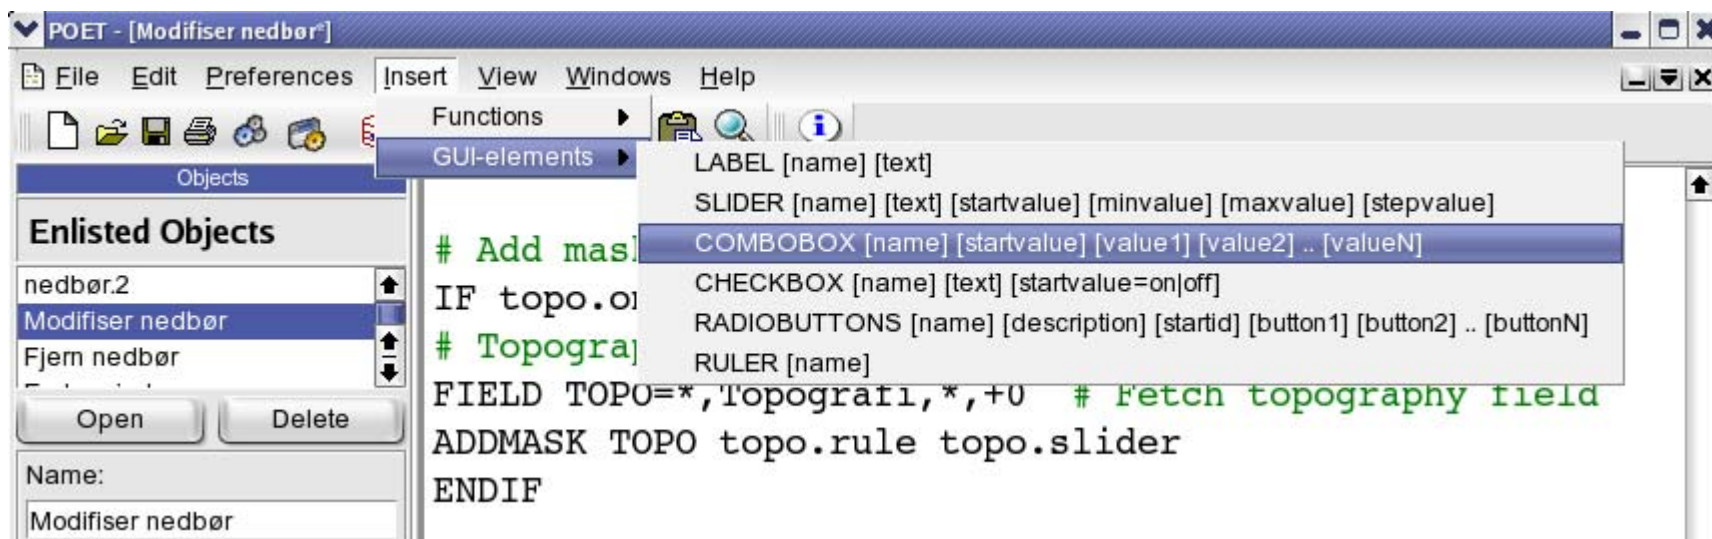 POET - [Modifiser nedbør*]
File Edit Preferences Insert View Windows Help
Functions
GUI-elements
LABEL [name] [text]
SLIDER [name] [text] [startvalue] [minvalue] [maxvalue] [stepvalue]
COMBOBOX [name] [startvalue] [value1] [value2] .. [valueN]
CHECKBOX [name] [text] [startvalue=on|off]
RADIOBUTTONS [name] [description] [startid] [button1] [button2] .. [buttonN]
RULER [name]
Objects
Enlisted Objects
nedbør.2
Modifiser nedbør
Fjern nedbør
Open Delete
Name:
Modifiser nedbør
# Add
IF
#
FIELD TOPO=*,Topografi,*,+0 # Fetch topography field
ADDMASK TOPO topo.rule topo.slider
ENDIF